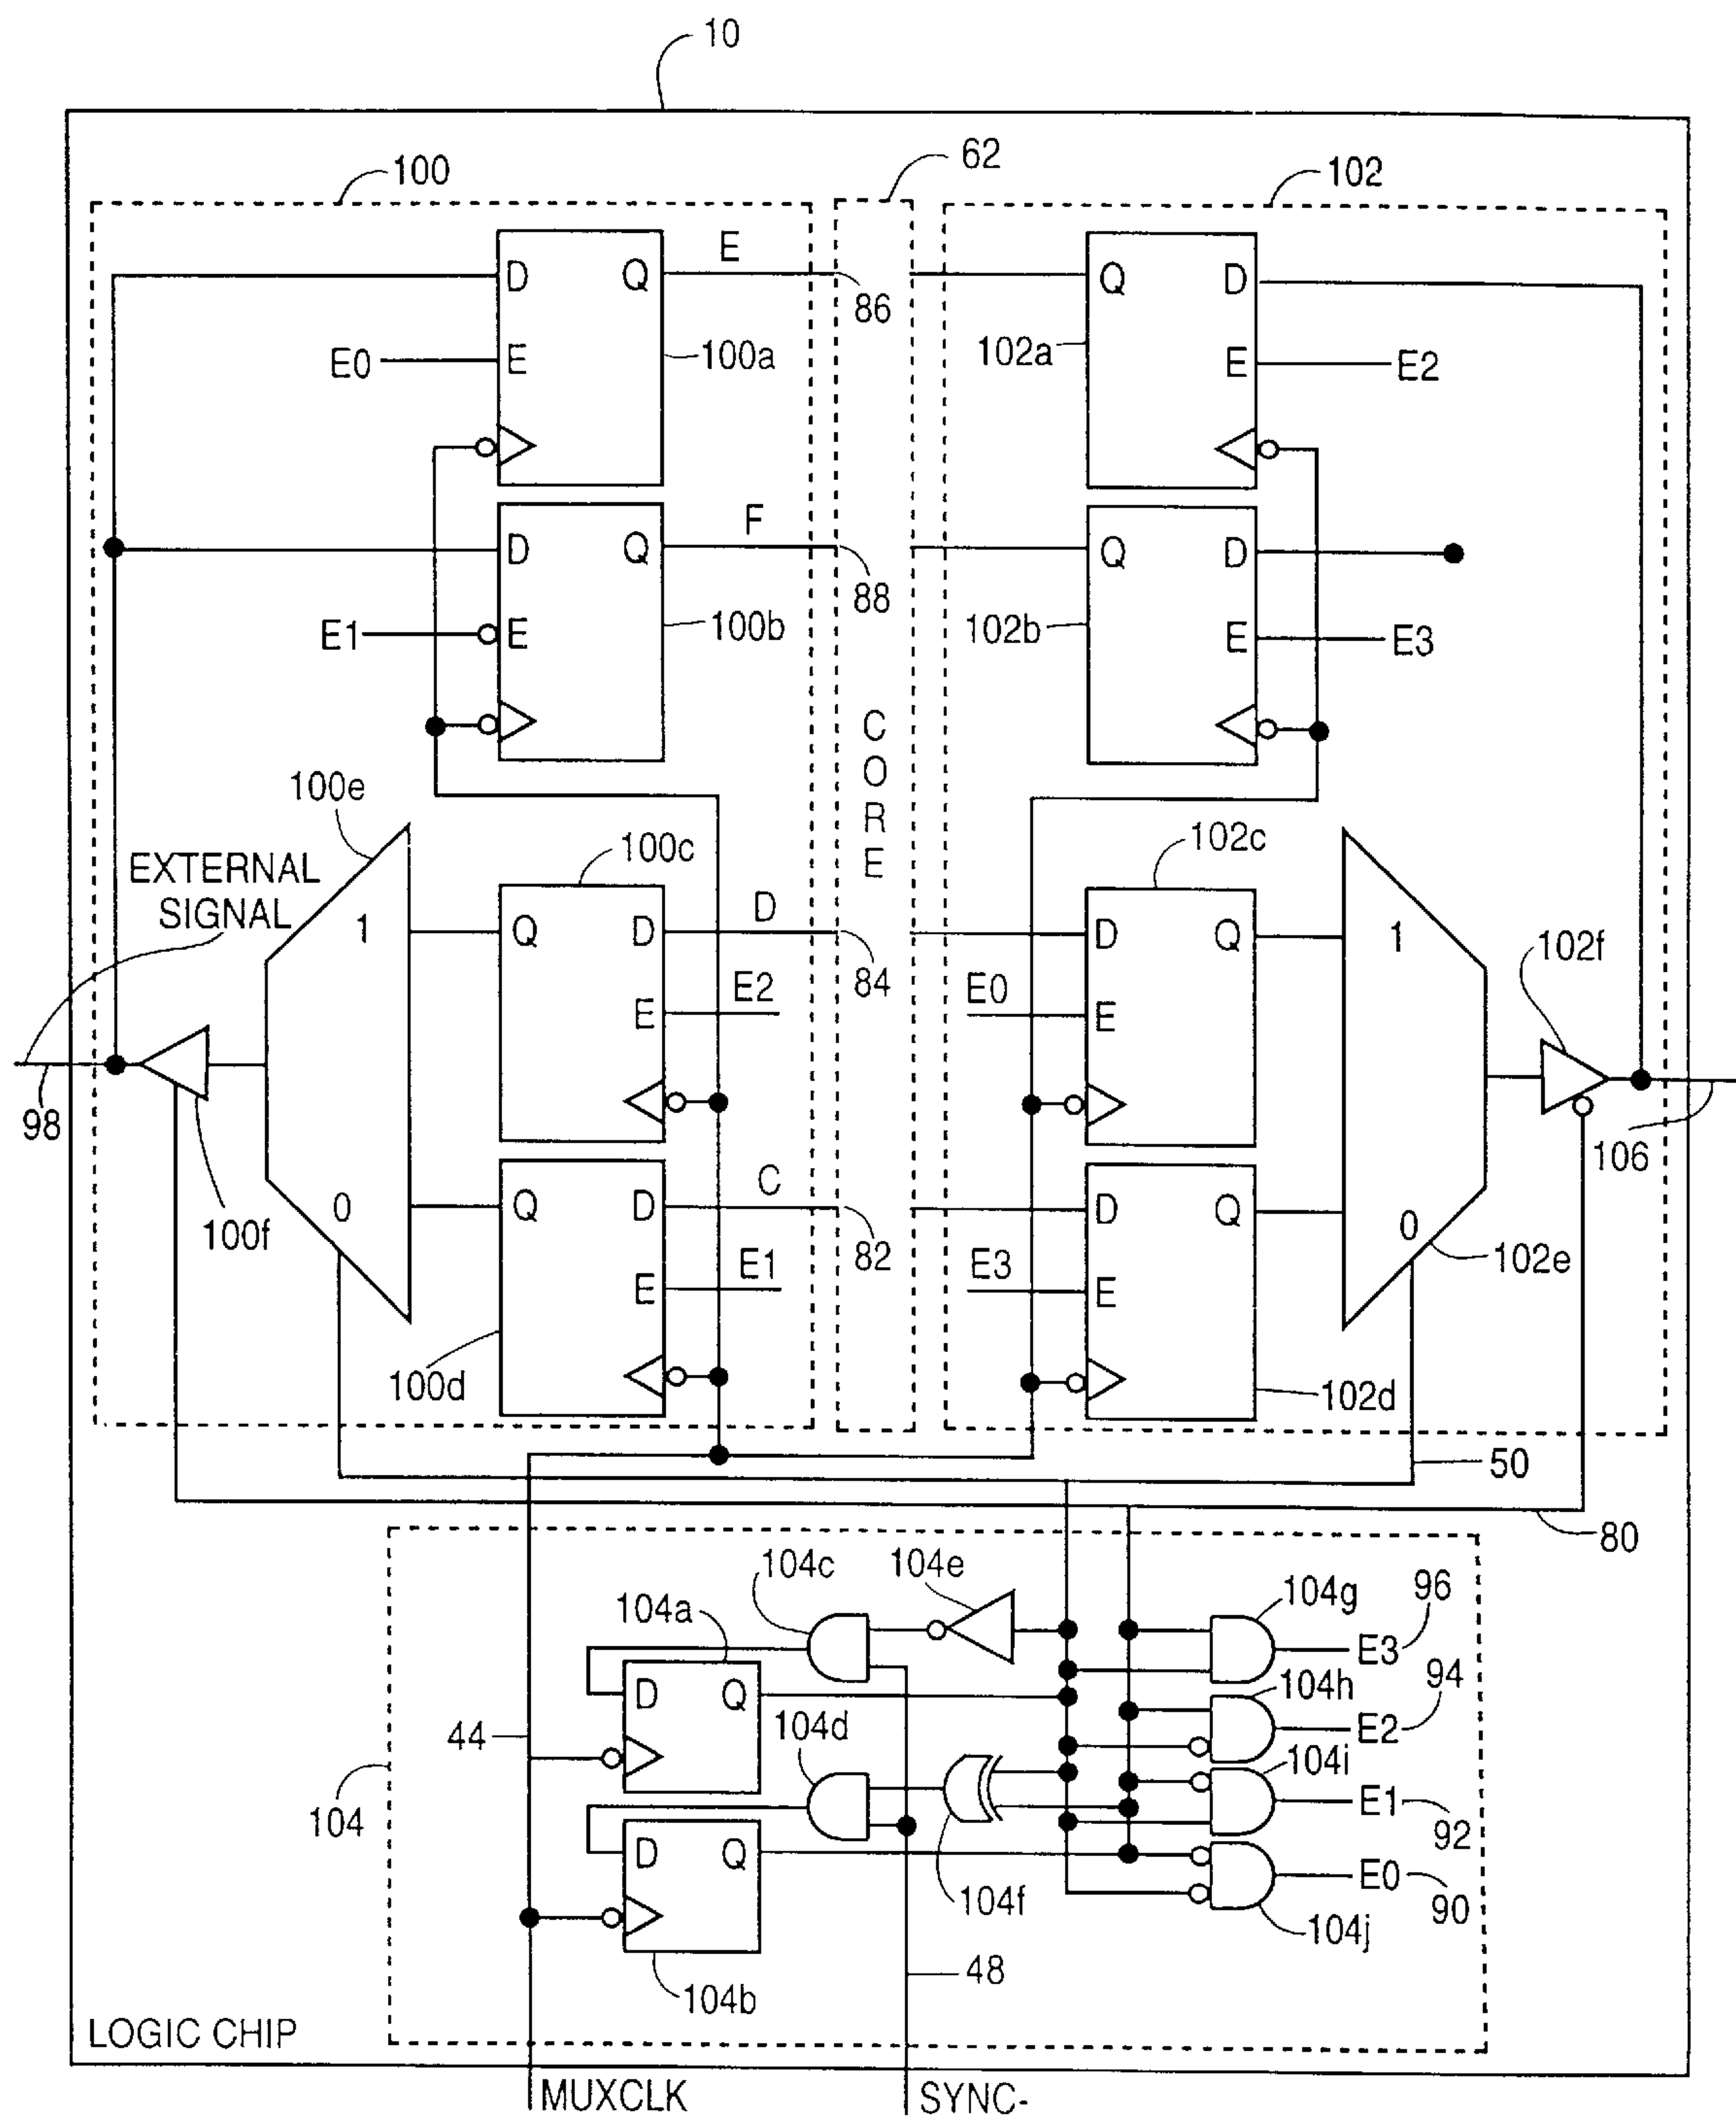 10
100
62
102
E
D Q
86
Q D
E0 E
100a
102a
E E2
F
D Q
88
Q D
E1 E
100b
102b
E E3
CORE
100e
EXTERNAL
SIGNAL
1
100c
Q D
D
84
E2
E
102c
D Q
E0
E
1
102f
98
100f
0
Q D
C
82
E1
E
100d
D Q
E3
E
102d
0
102e
106
50
80
104c
104e
104a
104g
96
E3
D Q
104h
94
E2
44
104d
104i
E1
92
104
D Q
104f
E0
90
104j
104b
48
LOGIC CHIP
MUXCLK
SYNC-